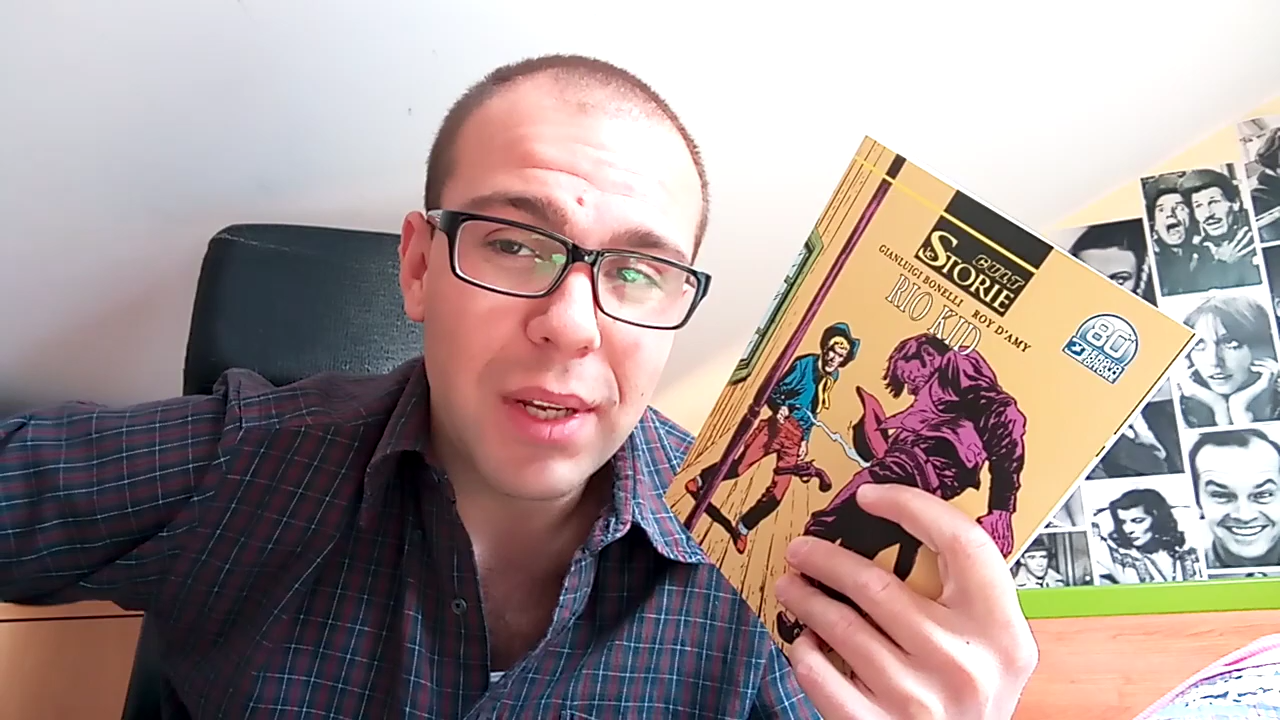 CULT
Le STORIE
GIANLUIGI BONELLI ROY D'AMY
RIO KID
80